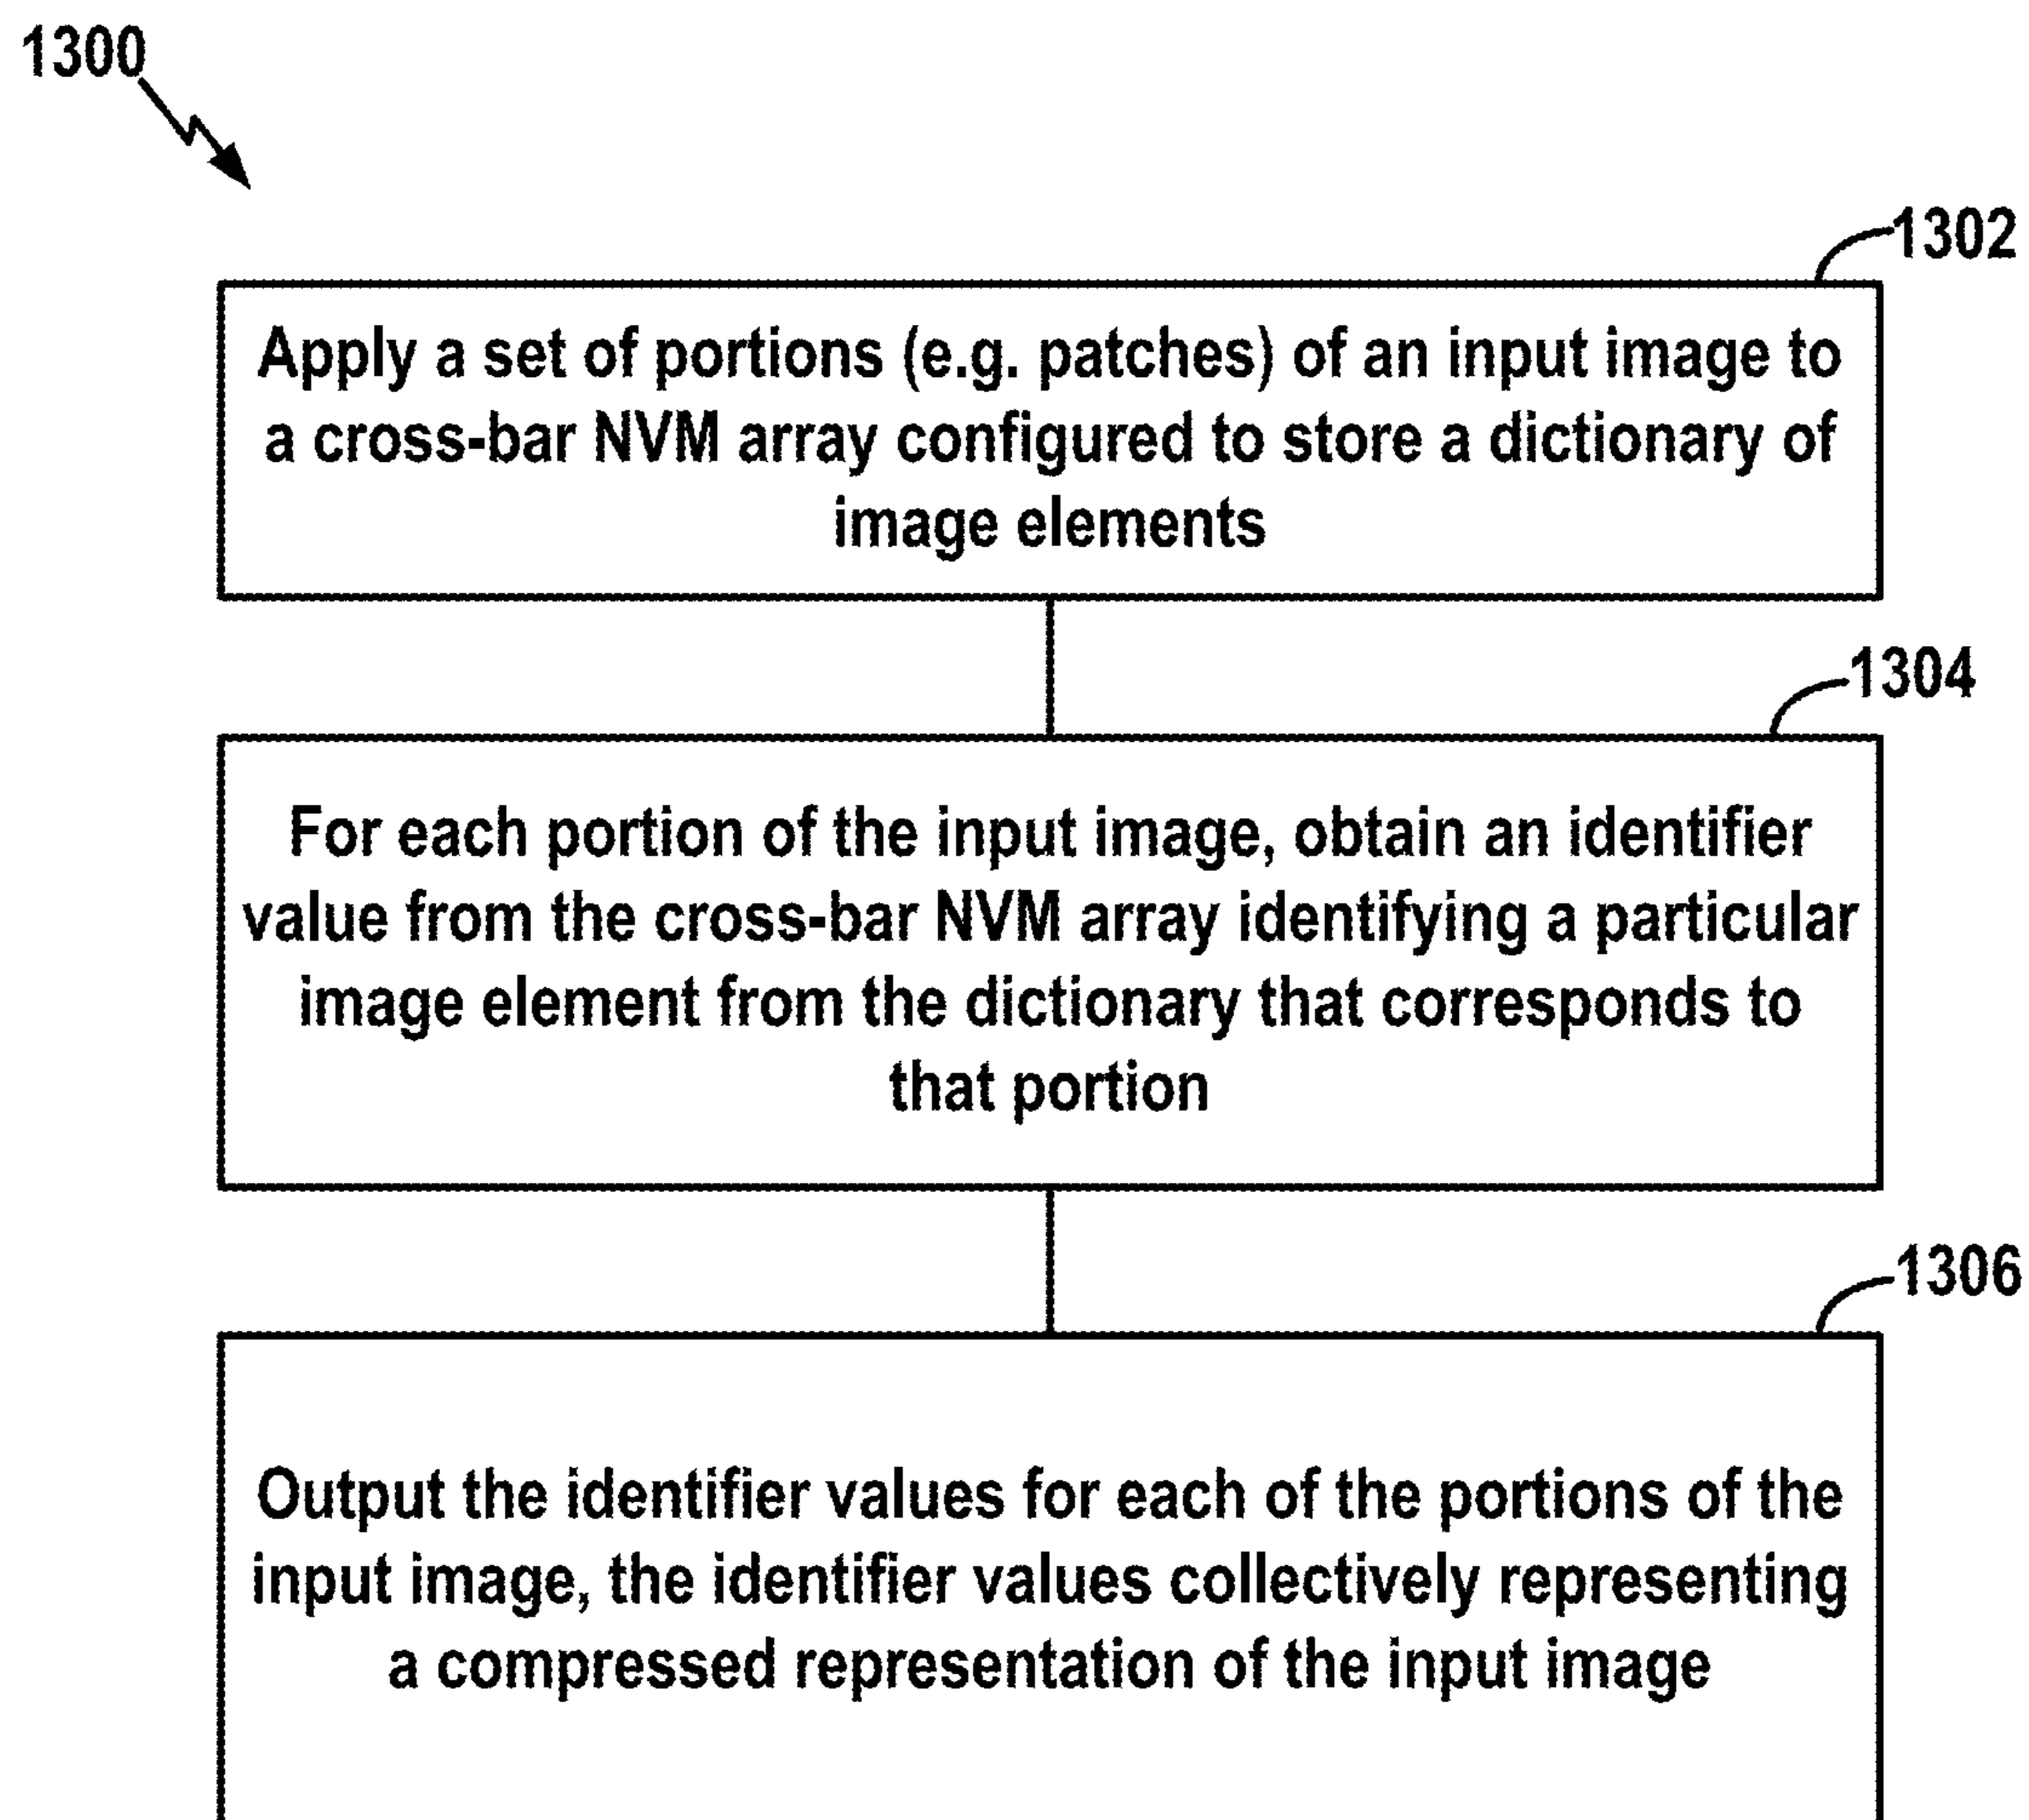 1300
1302
Apply a set of portions (e.g. patches) of an input image to
a cross-bar NVM array configured to store a dictionary of
image elements
1304
For each portion of the input image, obtain an identifier
value from the cross-bar NVM array identifying a particular
image element from the dictionary that corresponds to
that portion
1306
Output the identifier values for each of the portions of the
input image, the identifier values collectively representing
a compressed representation of the input image